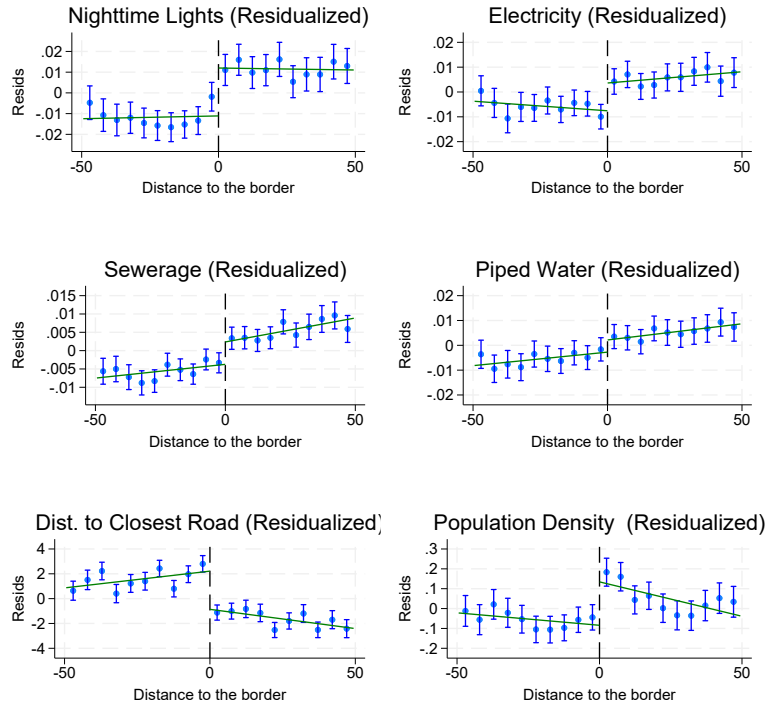 Nighttime Lights (Residualized)
Resids
.02
.01
0
-.01
-.02
-50
0
50
Distance to the border
Electricity (Residualized)
Resids
.02
.01
0
-.01
-.02
-50
0
50
Distance to the border
Sewerage (Residualized)
Resids
.015
.01
.005
0
-.005
-.01
-50
0
50
Distance to the border
Piped Water (Residualized)
Resids
.02
.01
0
-.01
-.02
-50
0
50
Distance to the border
Dist. to Closest Road (Residualized)
Resids
4
2
0
-2
-4
-50
0
50
Distance to the border
Population Density (Residualized)
Resids
.3
.2
.1
0
-.1
-.2
-50
0
50
Distance to the border